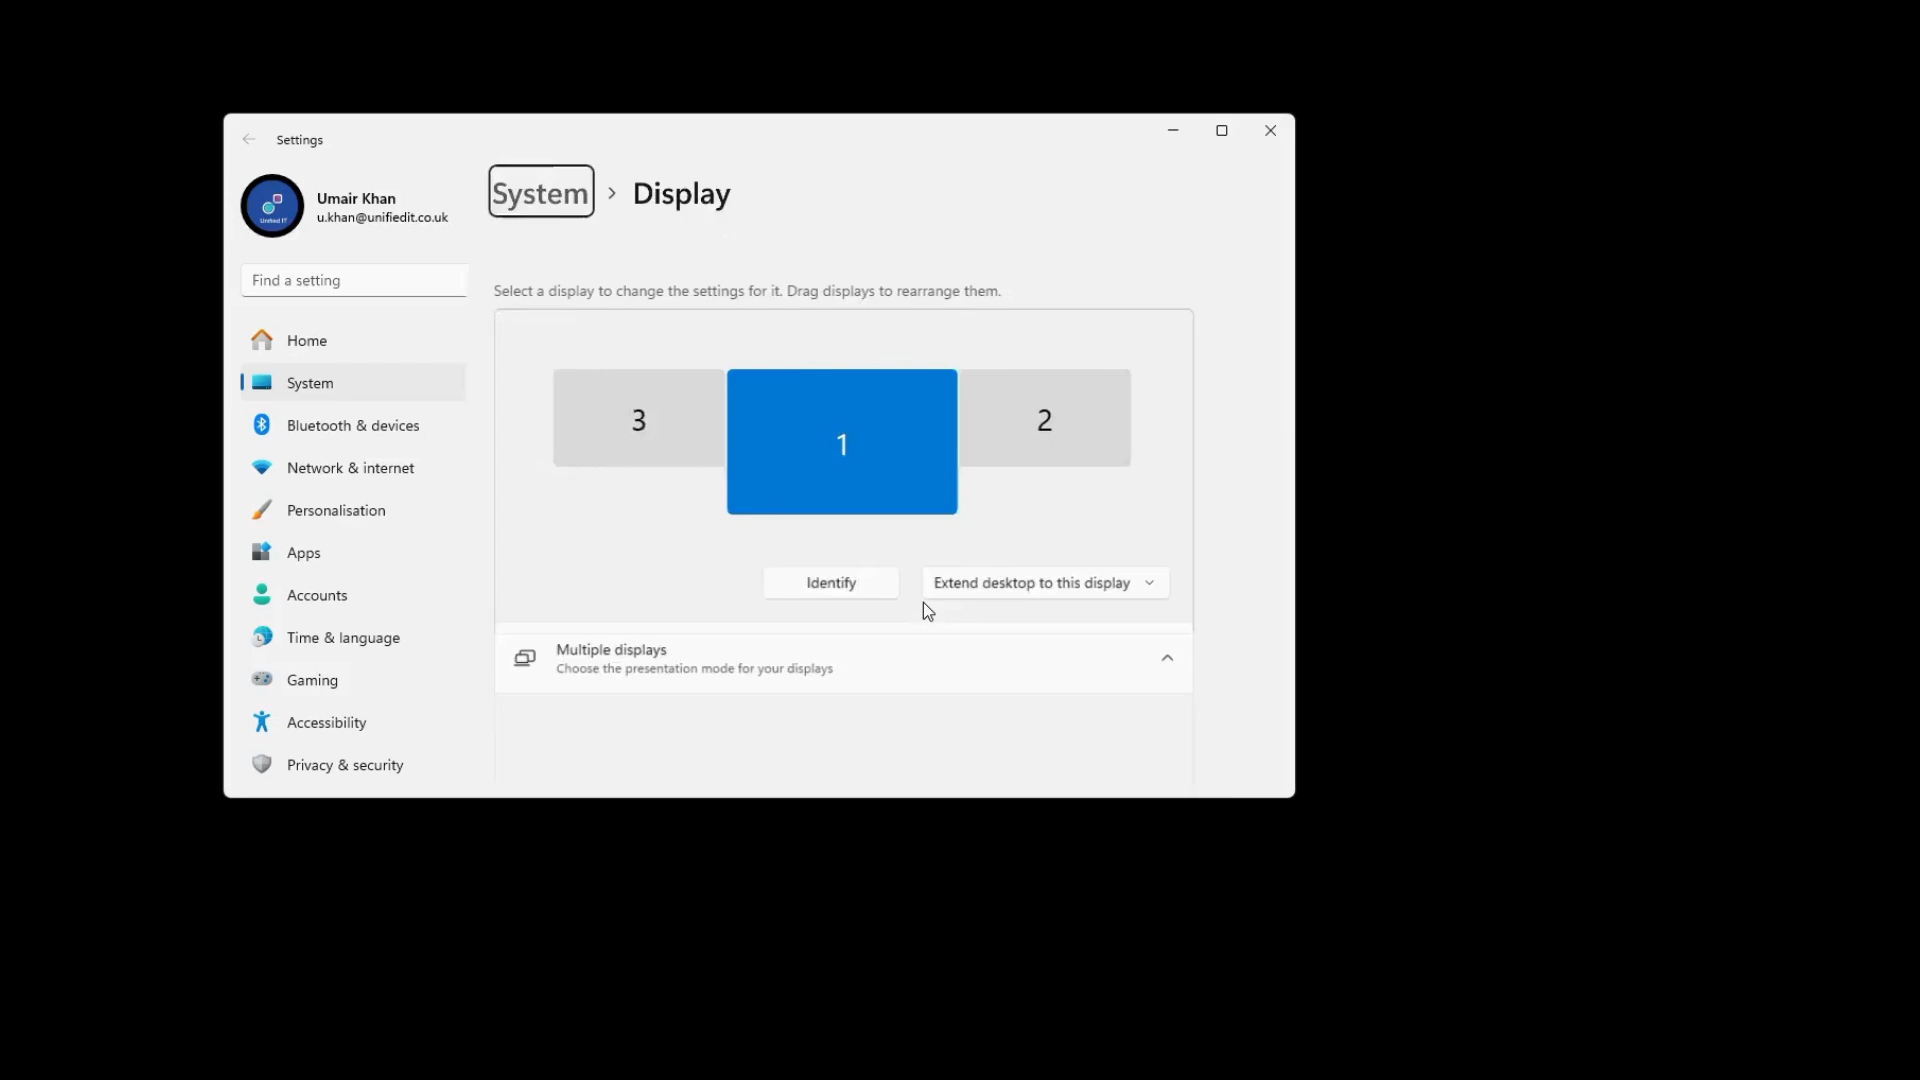 Settings
Umair Khan
u.khan@unifiedit.co.uk
Unified IT
Find a setting
Home
System
Bluetooth & devices
Network & internet
Personalisation
Apps
Accounts
Time & language
Gaming
Accessibility
Privacy & security
System > Display
Select a display to change the settings for it. Drag displays to rearrange them.
3
1
2
Identify
Extend desktop to this display
Multiple displays
Choose the presentation mode for your displays